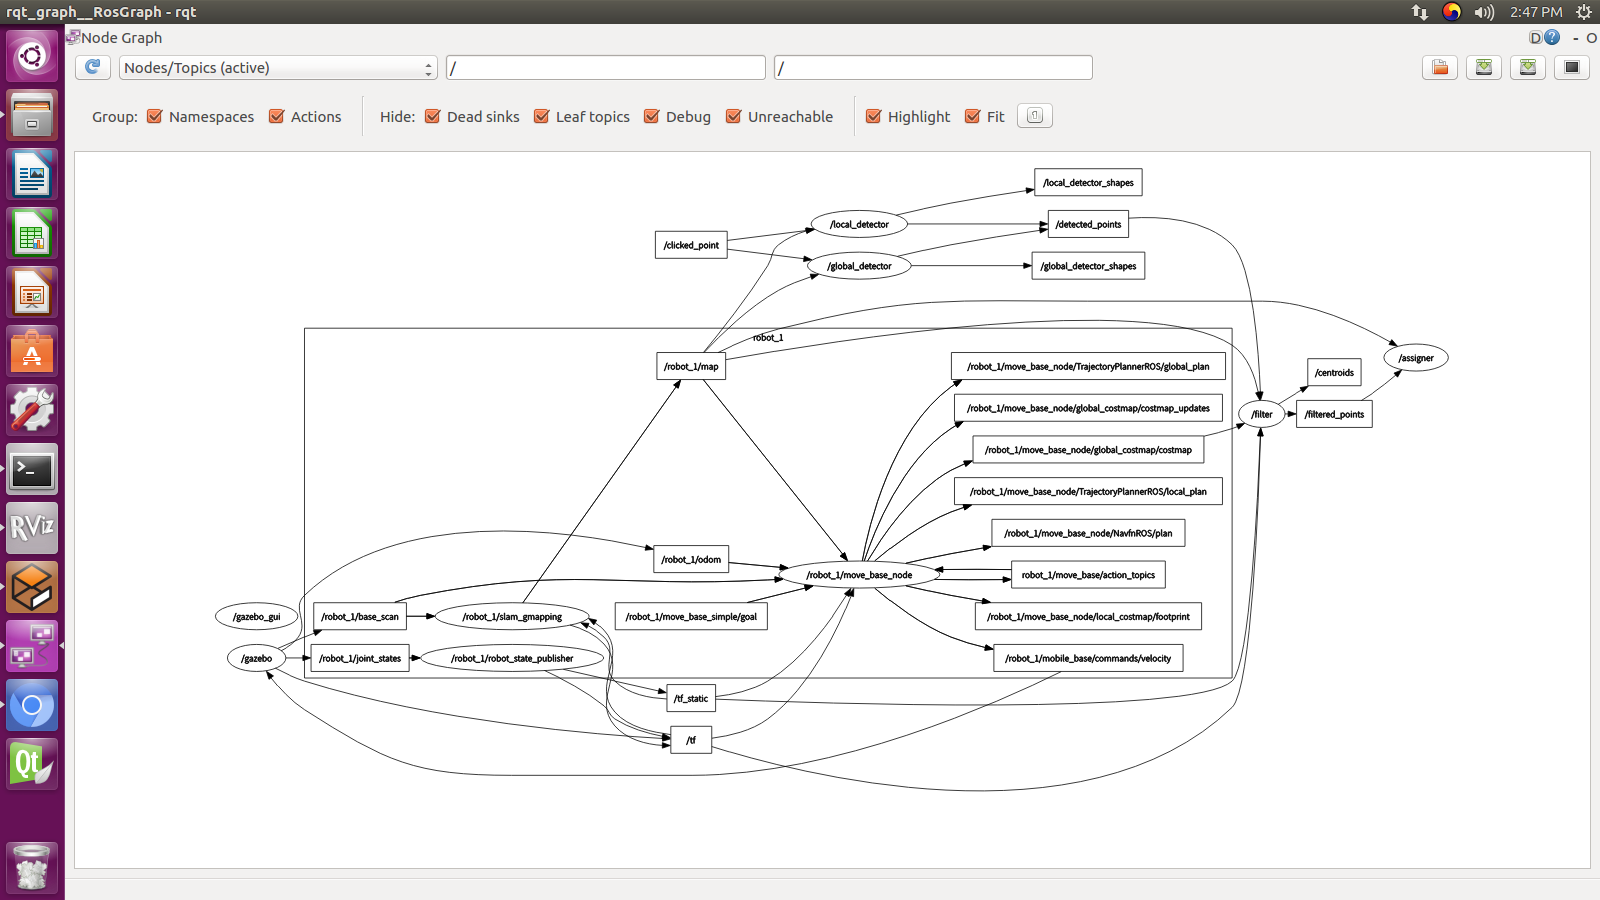 rqt_graph__RosGraph - rqt
2:47 PM
Node Graph
D
- O
Nodes/Topics (active)
/
/
Group:
Namespaces
Actions
Hide:
Dead sinks
Leaf topics
Debug
Unreachable
Highlight
Fit
/local_detector_shapes
/local_detector
/detected_points
/clicked_point
/global_detector
/global_detector_shapes
robot_1
/robot_1/map
/robot_1/move_base_node/TrajectoryPlannerROS/global_plan
/assigner
/centroids
/robot_1/move_base_node/global_costmap/costmap_updates
/filter
/filtered_points
/robot_1/move_base_node/global_costmap/costmap
/robot_1/move_base_node/TrajectoryPlannerROS/local_plan
/robot_1/move_base_node/NavfnROS/plan
/robot_1/odom
/robot_1/move_base_node
robot_1/move_base/action_topics
/gazebo_gui
/robot_1/base_scan
/robot_1/slam_gmapping
/robot_1/move_base_simple/goal
/robot_1/move_base_node/local_costmap/footprint
/gazebo
/robot_1/joint_states
/robot_1/robot_state_publisher
/robot_1/mobile_base/commands/velocity
/tf_static
/tf
RViz
Qt